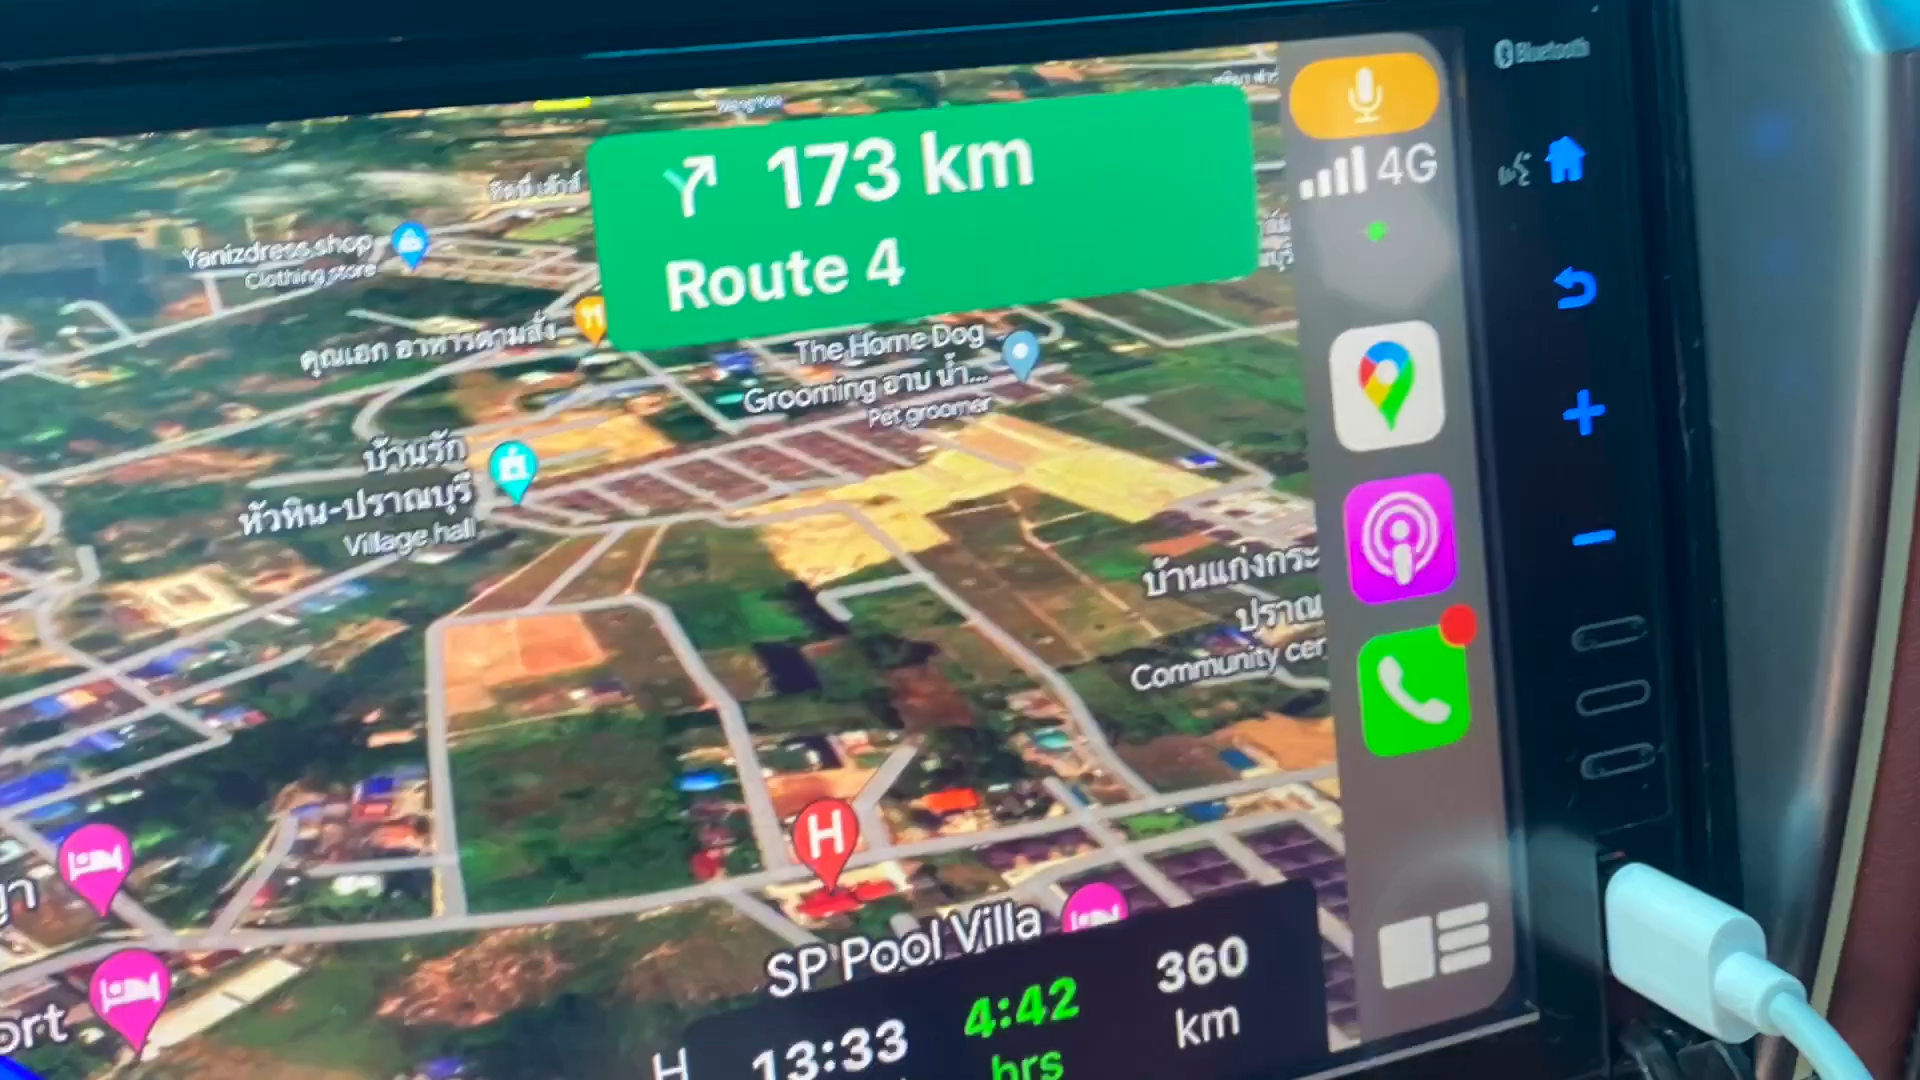 Bluetooth
173 km
4G
Route 4
Yanizdress.shop
Clothing store
คุณเอก อาหารตามสั่ง
The Home Dog
Grooming อาบ น้ำ...
Pet groomer
บ้านรัก
หัวหิน-ปราณบุรี
Village hall
บ้านแก่งกระ
ปราณ
Community cer
H
SP Pool Villa
ort
H
13:33
4:42
hrs
360
km